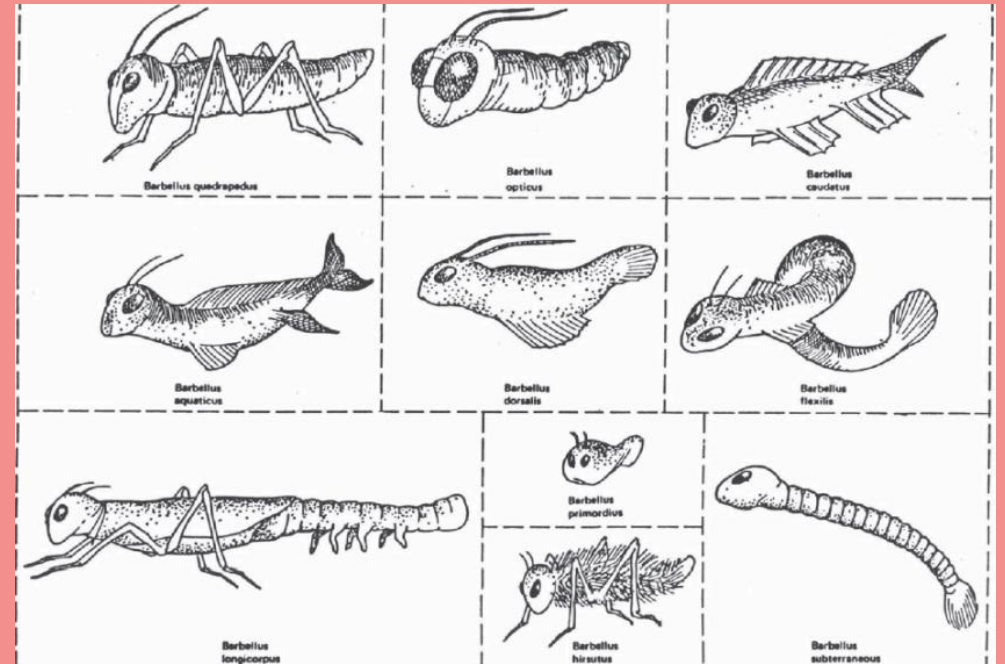 Barbellus quadrapedus
Barbellus
opticus
Barbellus
caudatus
Barbellus
aquaticus
Barbellus
dorsalis
Barbellus
flexilis
Barbellus
longicorpus
Barbellus
primordius
Barbellus
hirsutus
Barbellus
subterraneous